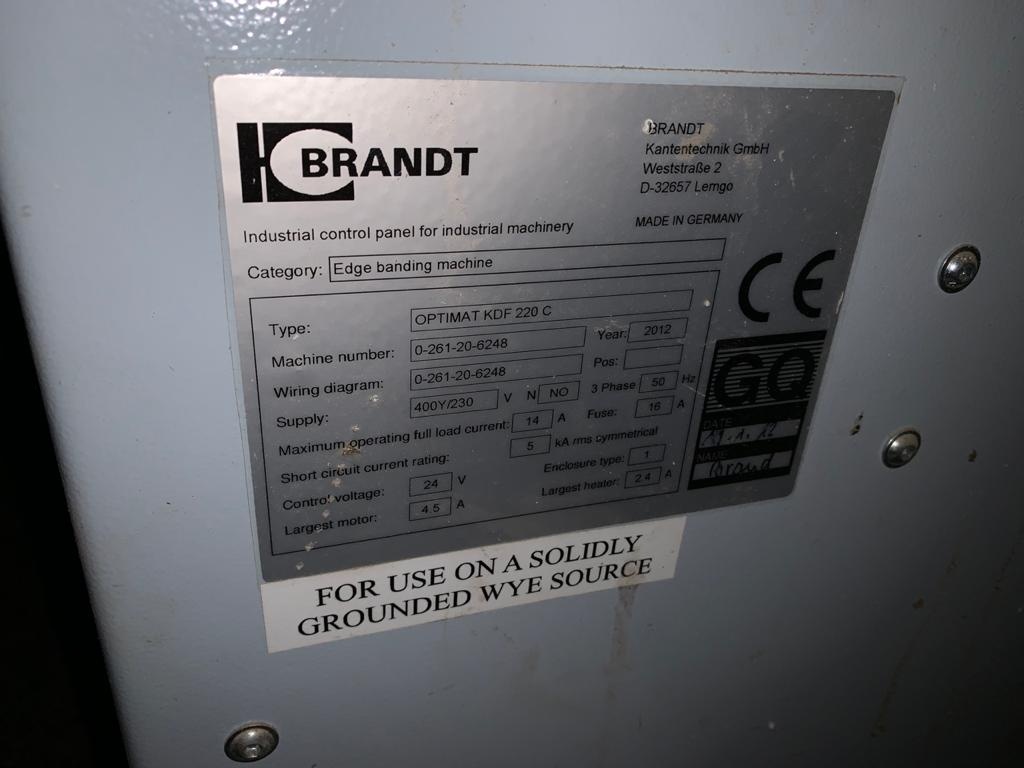 BRANDT
BRANDT
Kantentechnik GmbH
Weststraße 2
D-32657 Lemgo
MADE IN GERMANY
Industrial control panel for industrial machinery
Category: Edge banding machine
Type: OPTIMAT KDF 220 C
Machine number: 0-261-20-6248 Year: 2012
Wiring diagram: 0-261-20-6248 Pos:
Supply: 400Y/230 V N NO 3 Phase 50 Hz
Maximum operating full load current: 14 A Fuse: 16 A
Short circuit current rating: 5 kA rms symmetrical
Control voltage: 24 V Enclosure type: 1
Largest motor: 4.5 A Largest heater: 2.4 A
CE
GQ
DATE
NAME
FOR USE ON A SOLIDLY
GROUNDED WYE SOURCE